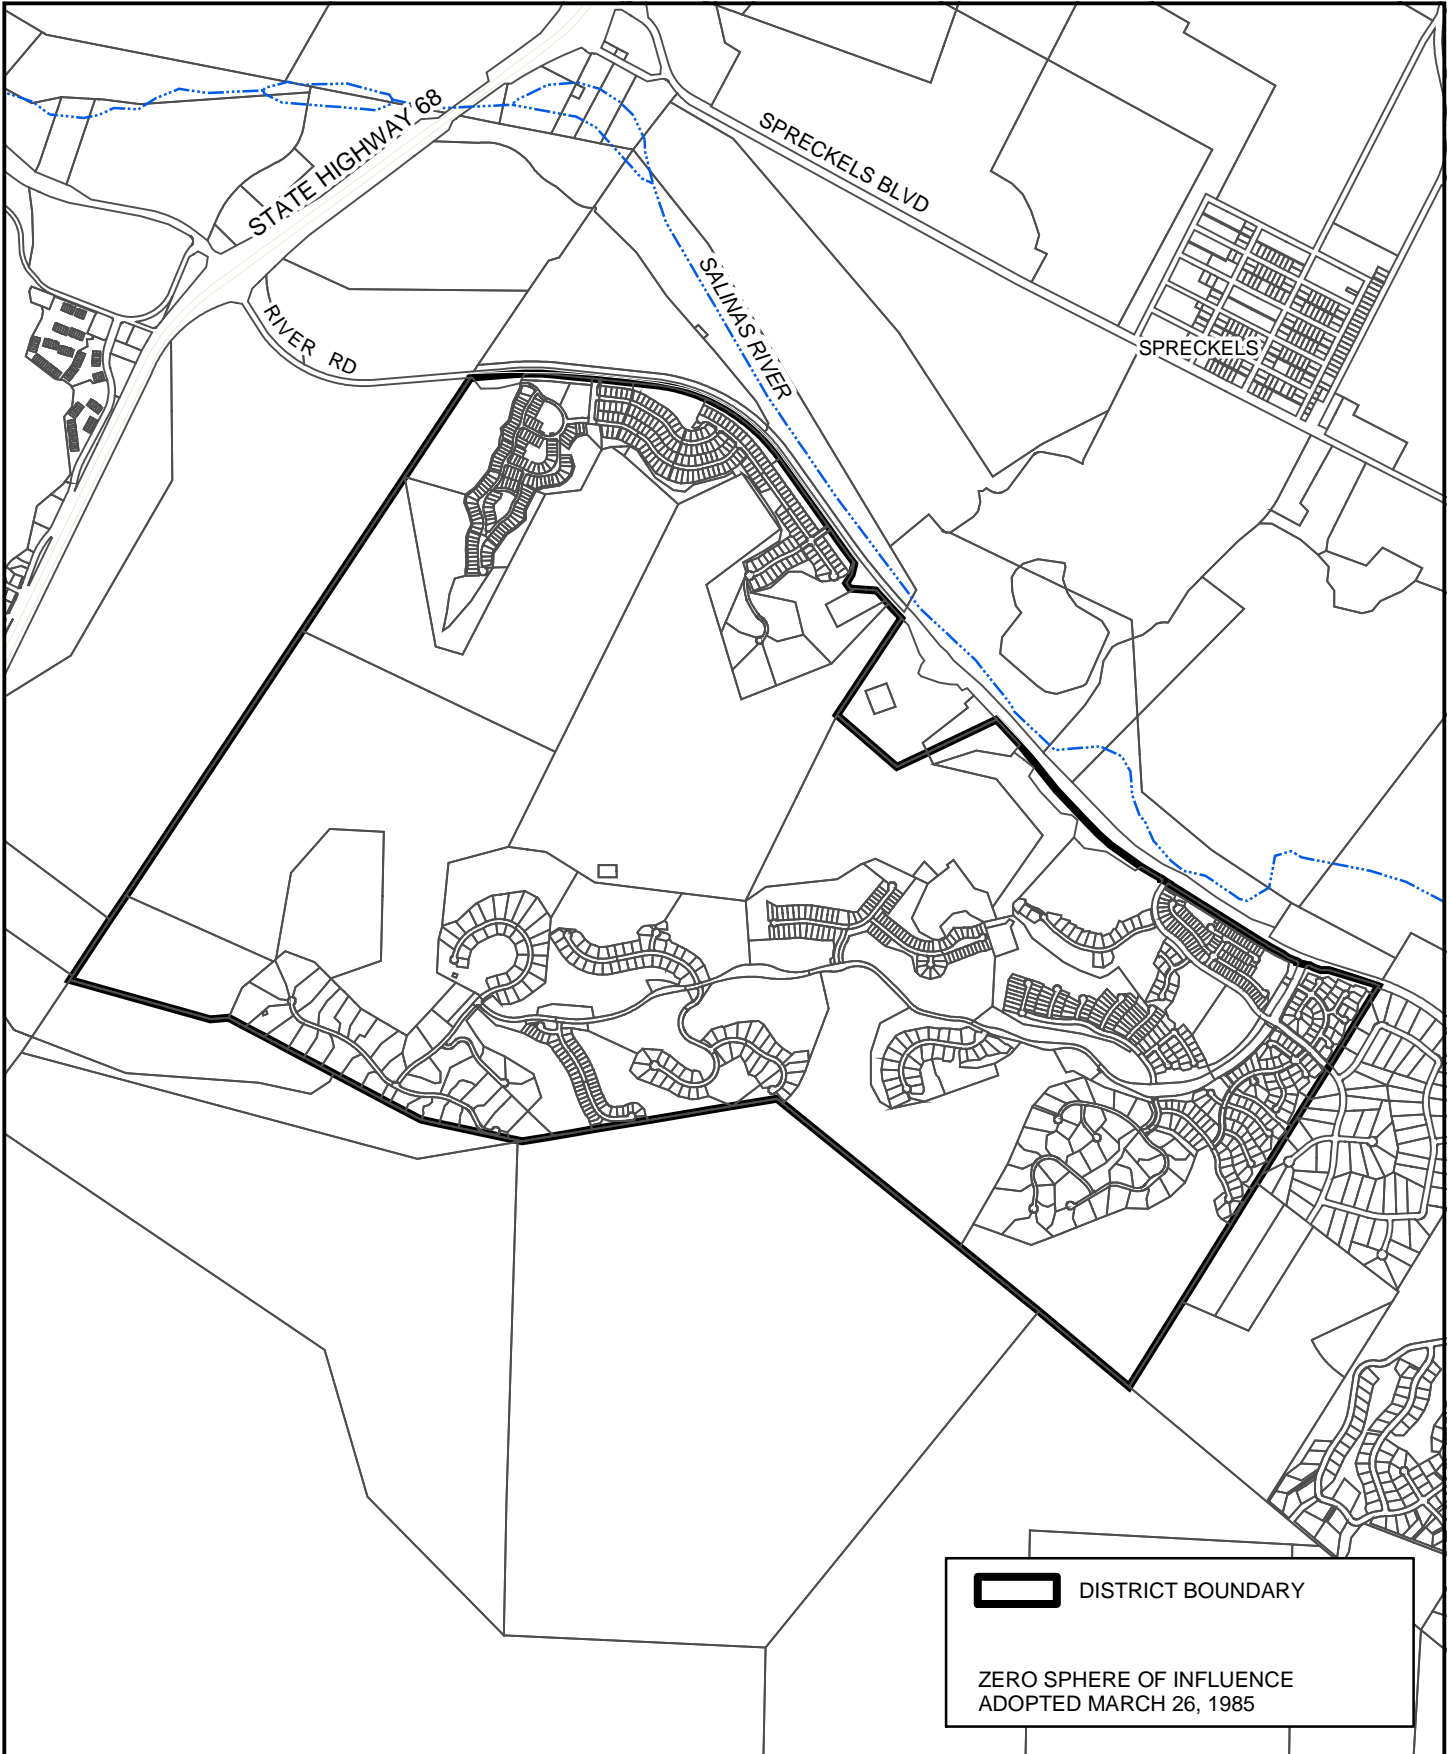 STATE HIGHWAY 68
SPRECKELS BLVD
SALINAS RIVER
RIVER RD
SPRECKELS
DISTRICT BOUNDARY
ZERO SPHERE OF INFLUENCE
ADOPTED MARCH 26, 1985